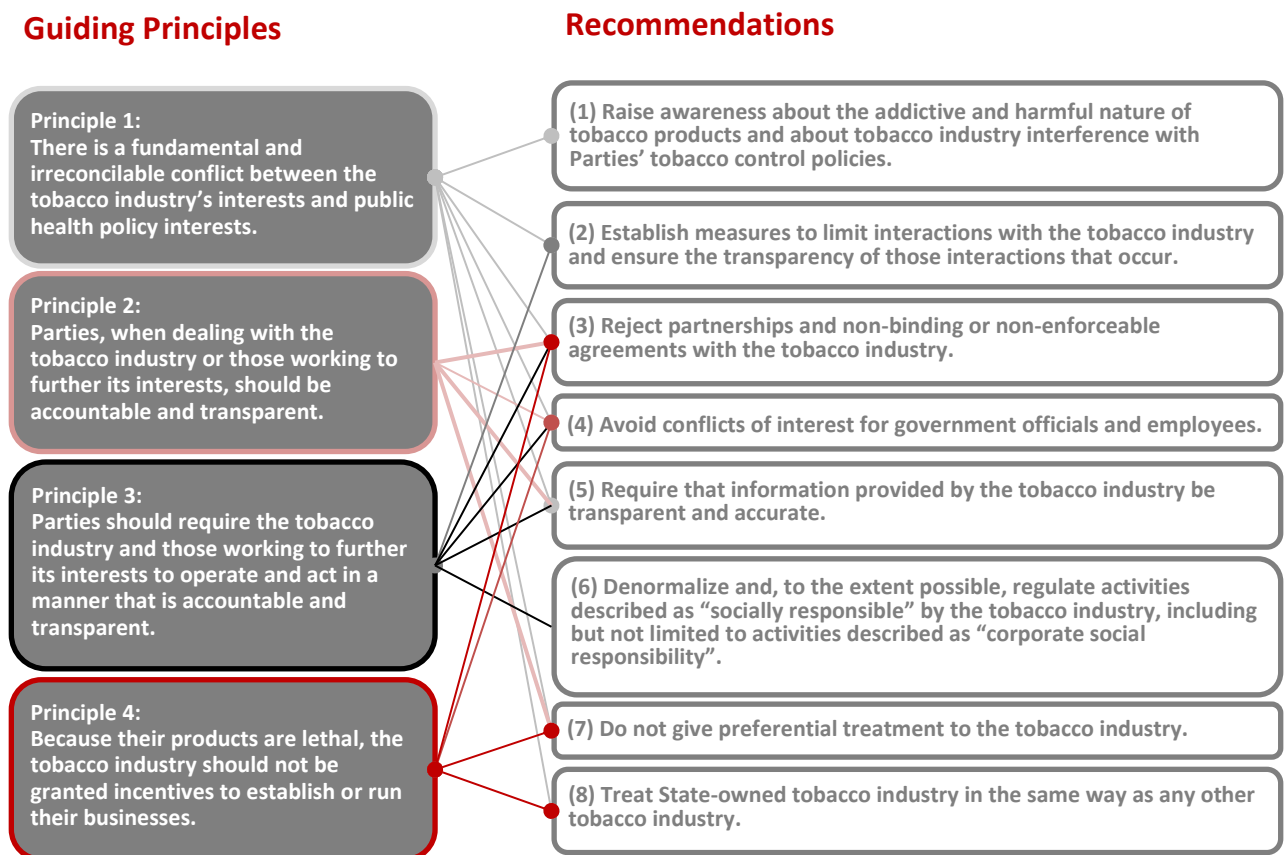 Guiding Principles
Principle 1:
There is a fundamental and
irreconcilable conflict between the
tobacco industry’s interests and public
health policy interests.
Principle 2:
Parties, when dealing with the
tobacco industry or those working to
further its interests, should be
accountable and transparent.
Principle 3:
Parties should require the tobacco
industry and those working to further
its interests to operate and act in a
manner that is accountable and
transparent.
Principle 4:
Because their products are lethal, the
tobacco industry should not be
granted incentives to establish or run
their businesses.
Recommendations
(1) Raise awareness about the addictive and harmful nature of
tobacco products and about tobacco industry interference with
Parties’ tobacco control policies.
(2) Establish measures to limit interactions with the tobacco industry
and ensure the transparency of those interactions that occur.
(3) Reject partnerships and non-binding or non-enforceable
agreements with the tobacco industry.
(4) Avoid conflicts of interest for government officials and employees.
(5) Require that information provided by the tobacco industry be
transparent and accurate.
(6) Denormalize and, to the extent possible, regulate activities
described as “socially responsible” by the tobacco industry, including
but not limited to activities described as “corporate social
responsibility”.
(7) Do not give preferential treatment to the tobacco industry.
(8) Treat State-owned tobacco industry in the same way as any other
tobacco industry.